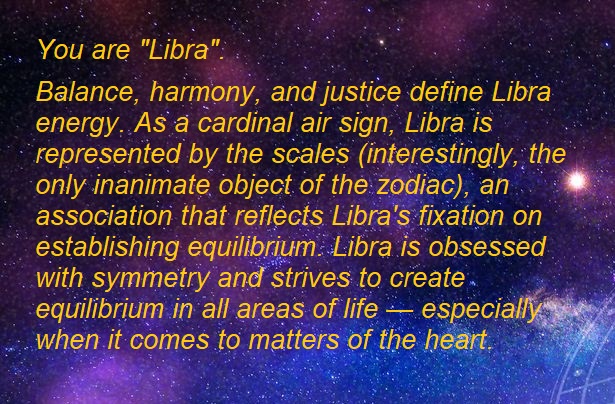 You are "Libra".
Balance, harmony, and justice define Libra
energy. As a cardinal air sign, Libra is
represented by the scales (interestingly, the
only inanimate object of the zodiac), an
association that reflects Libra's fixation on
establishing equilibrium. Libra is obsessed
with symmetry and strives to create
equilibrium in all areas of life — especially
when it comes to matters of the heart.